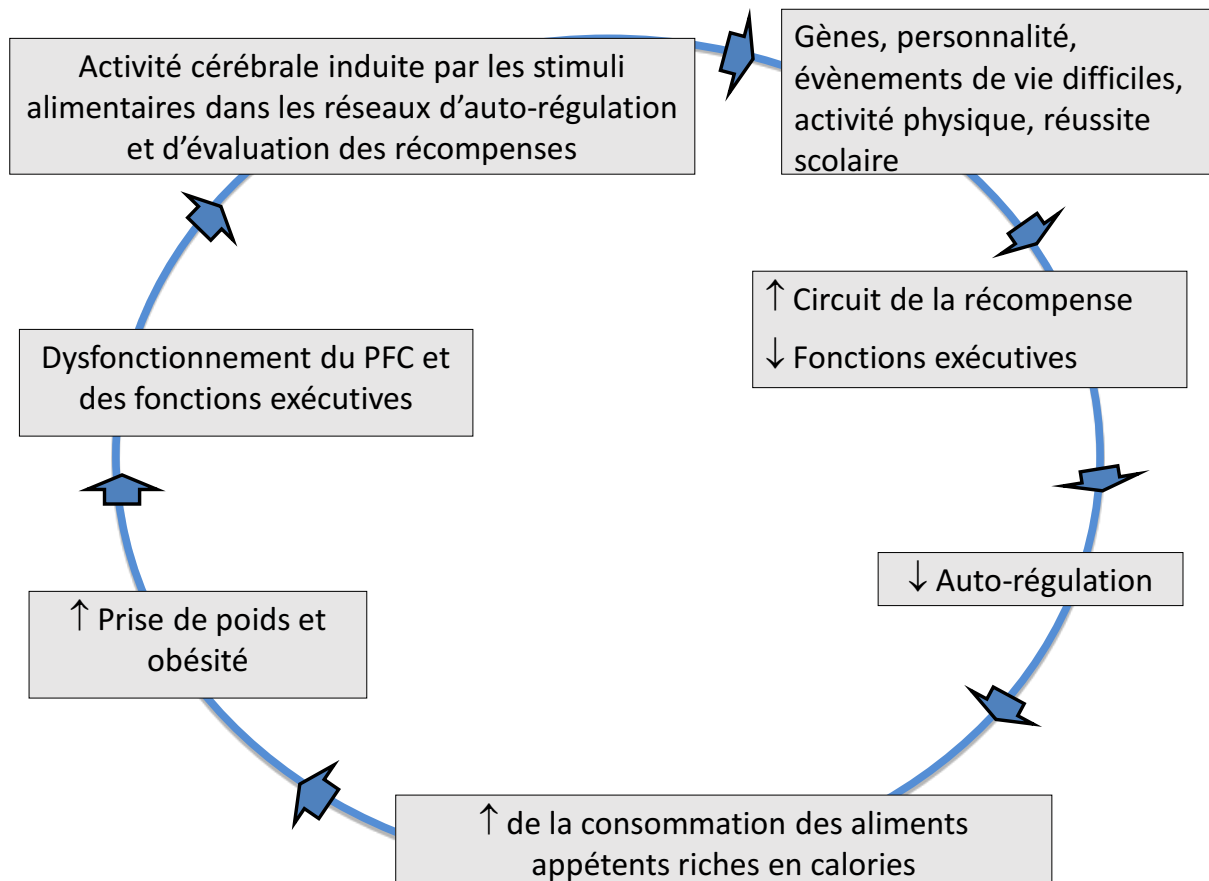 Activité cérébrale induite par les stimuli
alimentaires dans les réseaux d'auto-régulation
et d'évaluation des récompenses
Gènes, personnalité,
évènements de vie difficiles,
activité physique, réussite
scolaire
↑ Circuit de la récompense
↓ Fonctions exécutives
↓ Auto-régulation
↑ de la consommation des aliments
appétents riches en calories
↑ Prise de poids et
obésité
Dysfonctionnement du PFC et
des fonctions exécutives